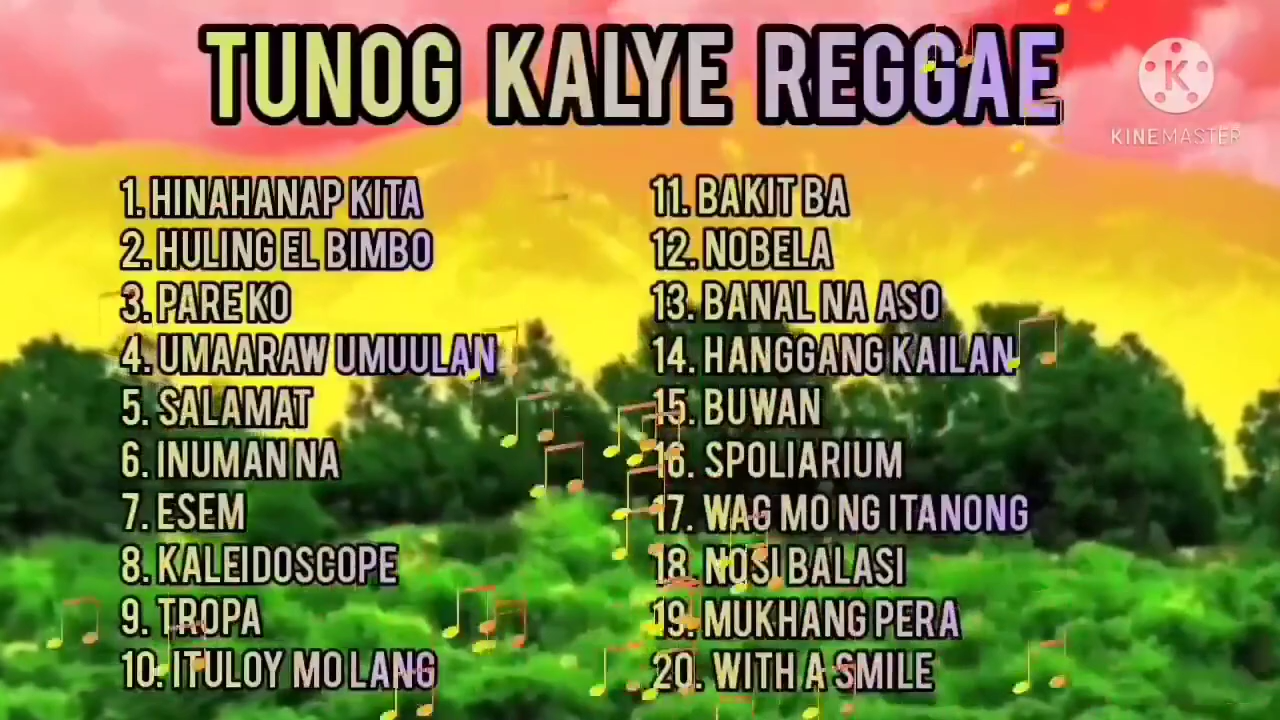 TUNOG KALYE REGGAE
KINEMASTER
1. HINAHANAP KITA
2. HULING EL BIMBO
3. PARE KO
4. UMAARAW UMUULAN
5. SALAMAT
6. INUMAN NA
7. ESEM
8. KALEIDOSCOPE
9. TROPA
10. ITULOY MO LANG
11. BAKIT BA
12. NOBELA
13. BANAL NA ASO
14. HANGGANG KAILAN
15. BUWAN
16. SPOLIARIUM
17. WAG MO NG ITANONG
18. NOSI BALASI
19. MUKHANG PERA
20. WITH A SMILE